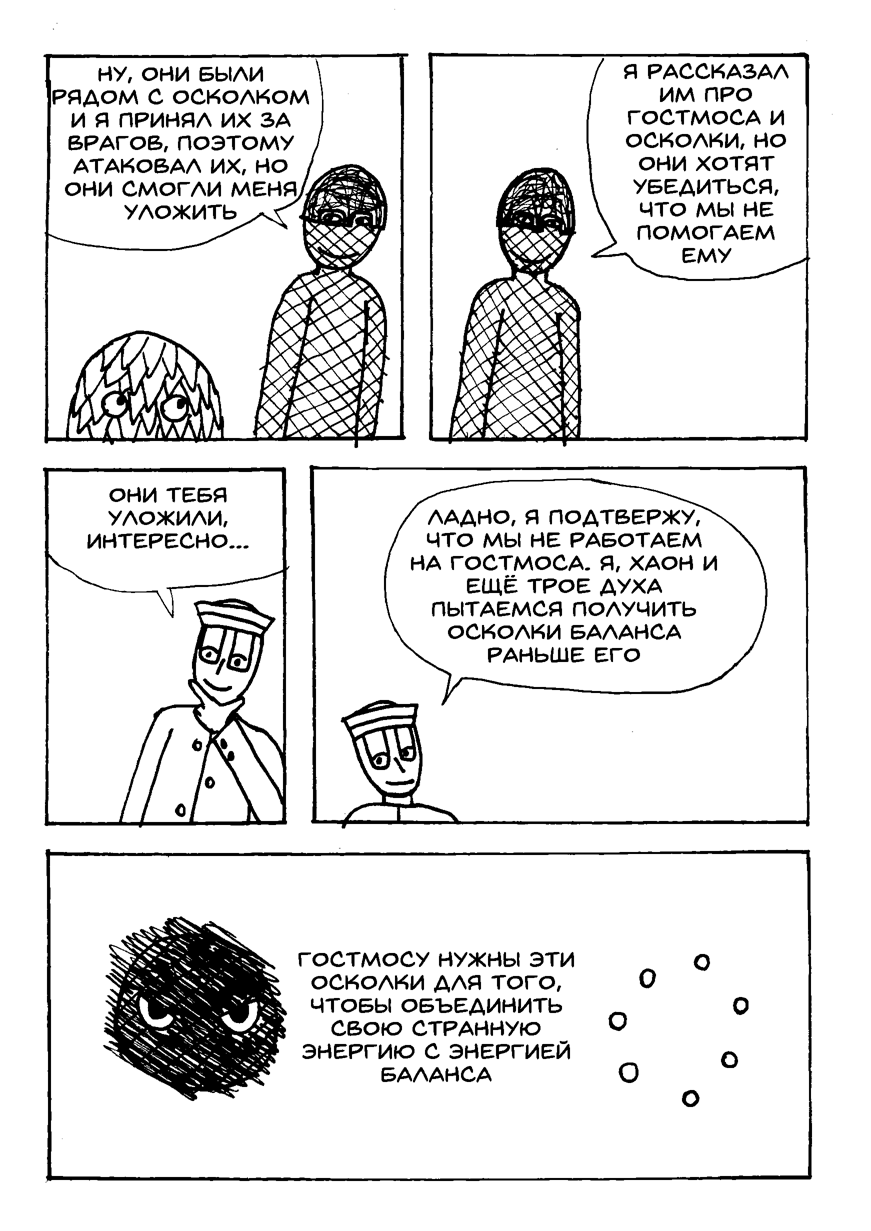 НУ, ОНИ БЫЛИ
РЯДОМ С ОСКОЛКОМ
И Я ПРИНЯЛ ИХ ЗА
ВРАГОВ, ПОЭТОМУ
АТАКОВАЛ ИХ, НО
ОНИ СМОГЛИ МЕНЯ
УЛОЖИТЬ
Я РАССКАЗАЛ
ИМ ПРО
ГОСТМОСА И
ОСКОЛКИ, НО
ОНИ ХОТЯТ
УБЕДИТЬСЯ,
ЧТО МЫ НЕ
ПОМОГАЕМ
ЕМУ
ОНИ ТЕБЯ
УЛОЖИЛИ,
ИНТЕРЕСНО...
ЛАДНО, Я ПОДТВЕРЖУ,
ЧТО МЫ НЕ РАБОТАЕМ
НА ГОСТМОСА. Я, ХАОН И
ЕЩЁ ТРОЕ ДУХА
ПЫТАЕМСЯ ПОЛУЧИТЬ
ОСКОЛКИ БАЛАНСА
РАНЬШЕ ЕГО
ГОСТМОСУ НУЖНЫ ЭТИ
ОСКОЛКИ ДЛЯ ТОГО,
ЧТОБЫ ОБЪЕДИНИТЬ
СВОЮ СТРАННУЮ
ЭНЕРГИЮ С ЭНЕРГИЕЙ
БАЛАНСА